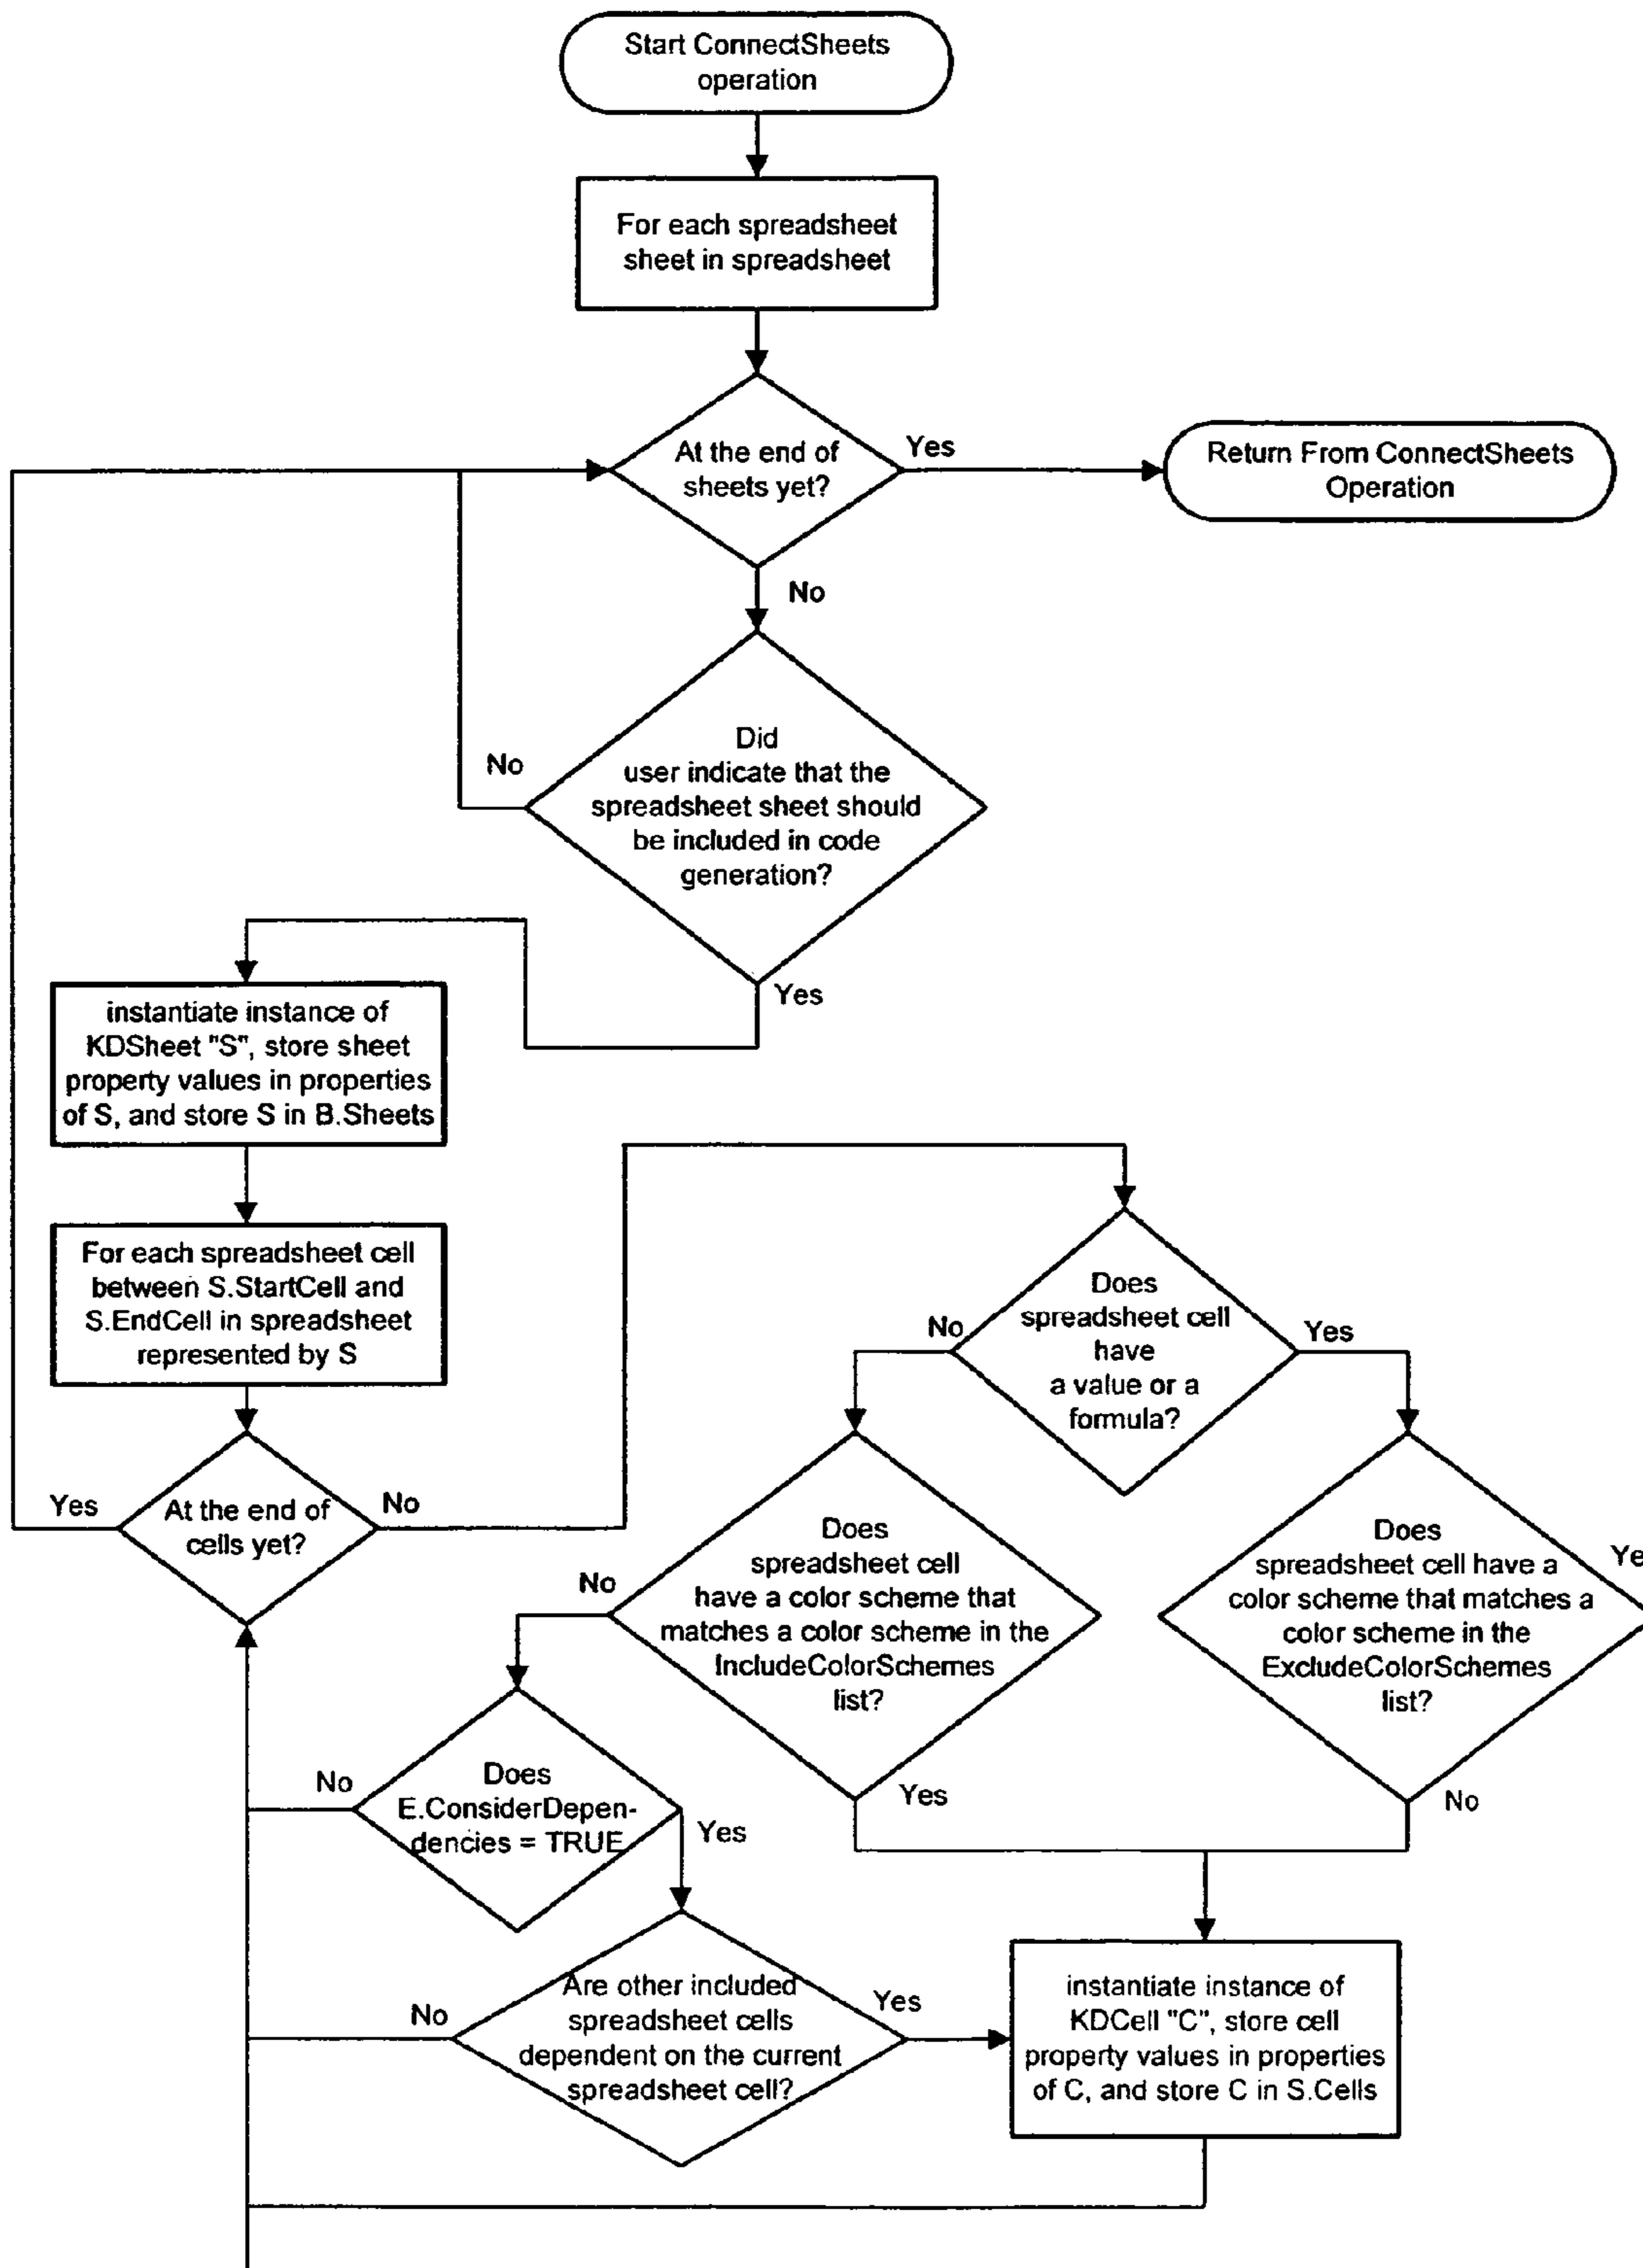 Start ConnectSheets
operation
For each spreadsheet
sheet in spreadsheet
At the end of
sheets yet?
Yes
Return From ConnectSheets
Operation
No
Did
user indicate that the
spreadsheet sheet should
be included in code
generation?
No
Yes
instantiate instance of
KDSheet "S", store sheet
property values in properties
of S, and store S in B.Sheets
For each spreadsheet cell
between S.StartCell and
S.EndCell in spreadsheet
represented by S
At the end of
cells yet?
Yes
No
Does
spreadsheet cell
have
a value or a
formula?
No
Yes
Does
spreadsheet cell
have a color scheme that
matches a color scheme in the
IncludeColorSchemes
list?
No
Yes
Does
spreadsheet cell have a
color scheme that matches a
color scheme in the
ExcludeColorSchemes
list?
Ye
No
Does
E.ConsiderDepen-
dencies = TRUE
No
Yes
Are other included
spreadsheet cells
dependent on the current
spreadsheet cell?
No
Yes
instantiate instance of
KDCell "C", store cell
property values in properties
of C, and store C in S.Cells